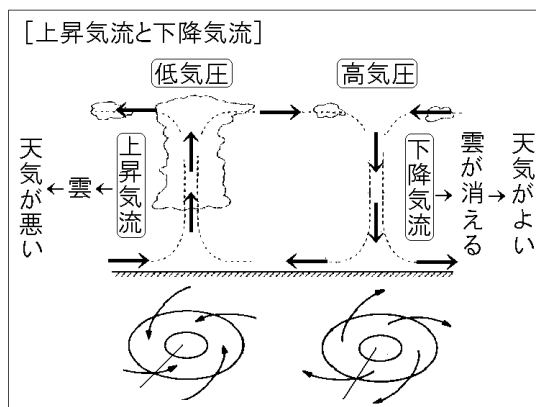 [上昇気流と下降気流]
低気圧
高気圧
上昇気流
雲
天気が悪い
下降気流
雲が消える
天気がよい